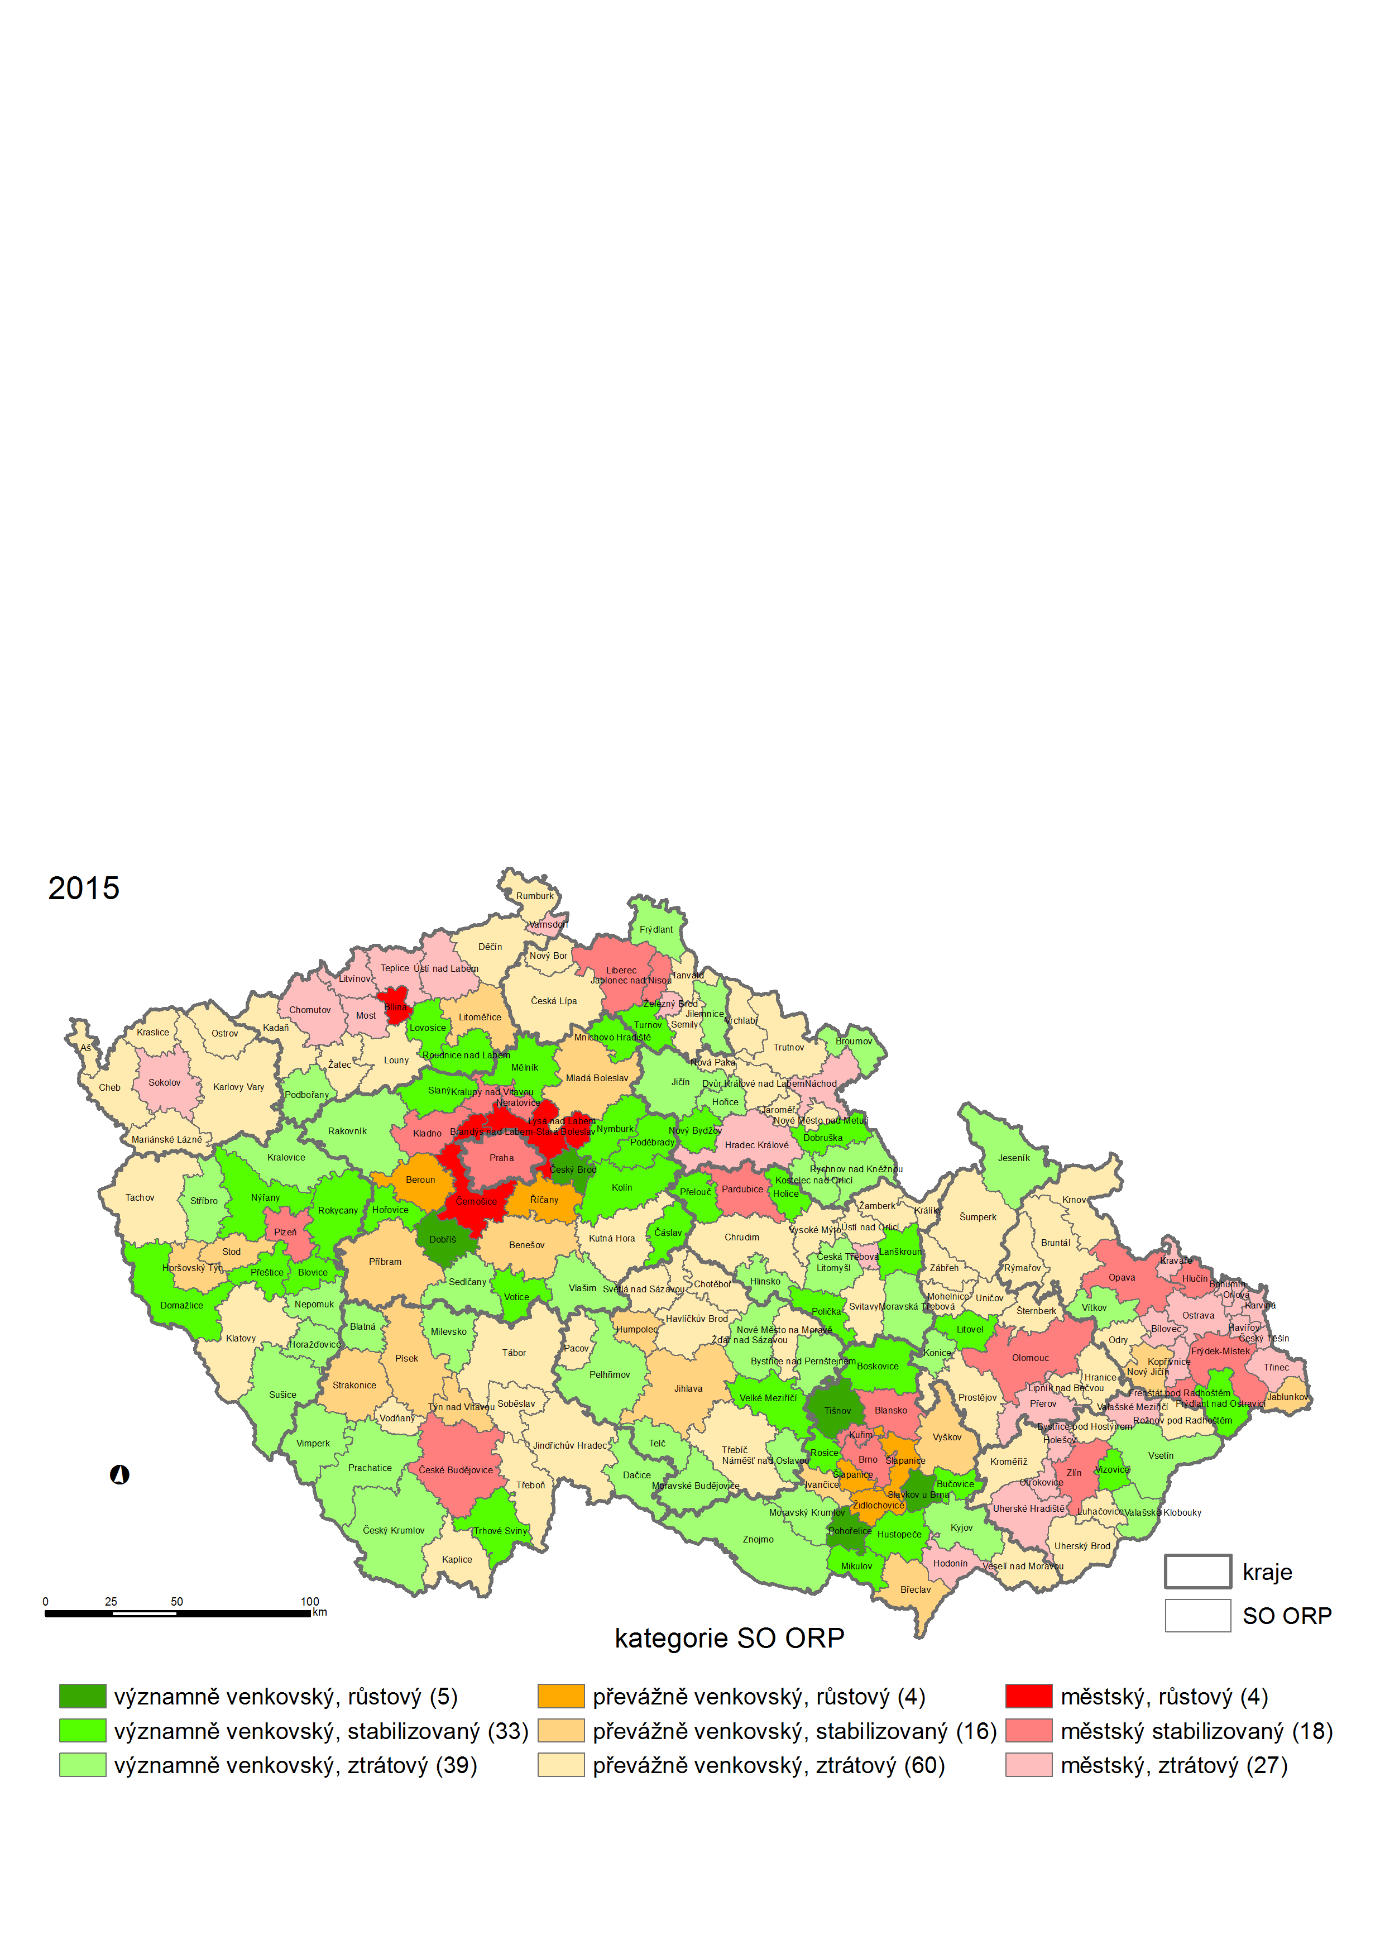 2015
Rumburk
Varnsdorf
Frýdlant
Děčín
Nový Bor
Liberec
Teplice
Ústí nad Labem
Litvínov
Jablonec nad Nisou
Tanvald
Česká Lípa
Chomutov
Bílina
Železný Brod
Most
Litoměřice
Jilemnice
Vrchlabí
Kadaň
Lovosice
Turnov
Semily
Kraslice
Ostrov
Mnichovo Hradiště
Trutnov
Broumov
Aš
Roudnice nad Labem
Louny
Žatec
Nová Paka
Mělník
Mladá Boleslav
Jičín
Dvůr Králové nad Labem
Náchod
Cheb
Sokolov
Karlovy Vary
Podbořany
Slaný
Kralupy nad Vltavou
Hořice
Neratovice
Jaroměř
Nové Město nad Metují
Lysá nad Labem
Rakovník
Kladno
Brandýs nad Labem-Stará Boleslav
Nymburk
Nový Bydžov
Dobruška
Mariánské Lázně
Poděbrady
Hradec Králové
Kralovice
Praha
Jeseník
Český Brod
Rychnov nad Kněžnou
Beroun
Kostelec nad Orlicí
Tachov
Stříbro
Nýřany
Kolín
Přelouč
Pardubice
Holice
Černošice
Říčany
Krnov
Rokycany
Hořovice
Žamberk
Králíky
Šumperk
Plzeň
Čáslav
Vysoké Mýto
Ústí nad Orlicí
Dobříš
Kutná Hora
Chrudim
Bruntál
Stod
Benešov
Česká Třebová
Lanškroun
Příbram
Kravaře
Horšovský Týn
Přeštice
Blovice
Litomyšl
Zábřeh
Rýmařov
Opava
Hlučín
Sedlčany
Vlašim
Světlá nad Sázavou
Chotěboř
Hlinsko
Bohumín
Votice
Mohelnice
Uničov
Orlová
Karviná
Domažlice
Nepomuk
Polička
Svitavy
Moravská Třebová
Šternberk
Vítkov
Ostrava
Blatná
Havlíčkův Brod
Klatovy
Milevsko
Humpolec
Nové Město na Moravě
Litovel
Bílovec
Havířov
Horažďovice
Žďár nad Sázavou
Odry
Český Těšín
Pacov
Tábor
Písek
Bystřice nad Pernštejnem
Boskovice
Konice
Olomouc
Kopřivnice
Frýdek-Místek
Nový Jičín
Třinec
Pelhřimov
Hranice
Strakonice
Jihlava
Lipník nad Bečvou
Frenštát pod Radhoštěm
Sušice
Velké Meziříčí
Prostějov
Jablunkov
Týn nad Vltavou
Soběslav
Přerov
Valašské Meziříčí
Frýdlant nad Ostravicí
Tišnov
Blansko
Vodňany
Rožnov pod Radhoštěm
Bystřice pod Hostýnem
Vimperk
Telč
Kuřim
Vyškov
Holešov
Jindřichův Hradec
Třebíč
Rosice
Vsetín
Prachatice
České Budějovice
Náměšť nad Oslavou
Brno
Šlapanice
Kroměříž
Dačice
Šlapanice
Zlín
Vizovice
Třeboň
Moravské Budějovice
Ivančice
Bučovice
Otrokovice
Slavkov u Brna
Židlochovice
Uherské Hradiště
Luhačovice
Valašské Klobouky
Moravský Krumlov
Český Krumlov
Trhové Sviny
Znojmo
Pohořelice
Hustopeče
Kyjov
Uherský Brod
Kaplice
Mikulov
Hodonín
Veselí nad Moravou
Břeclav
kraje
SO ORP
0 25 50 100
km
kategorie SO ORP
významně venkovský, růstový (5)
převážně venkovský, růstový (4)
městský, růstový (4)
významně venkovský, stabilizovaný (33)
převážně venkovský, stabilizovaný (16)
městský stabilizovaný (18)
významně venkovský, ztrátový (39)
převážně venkovský, ztrátový (60)
městský, ztrátový (27)